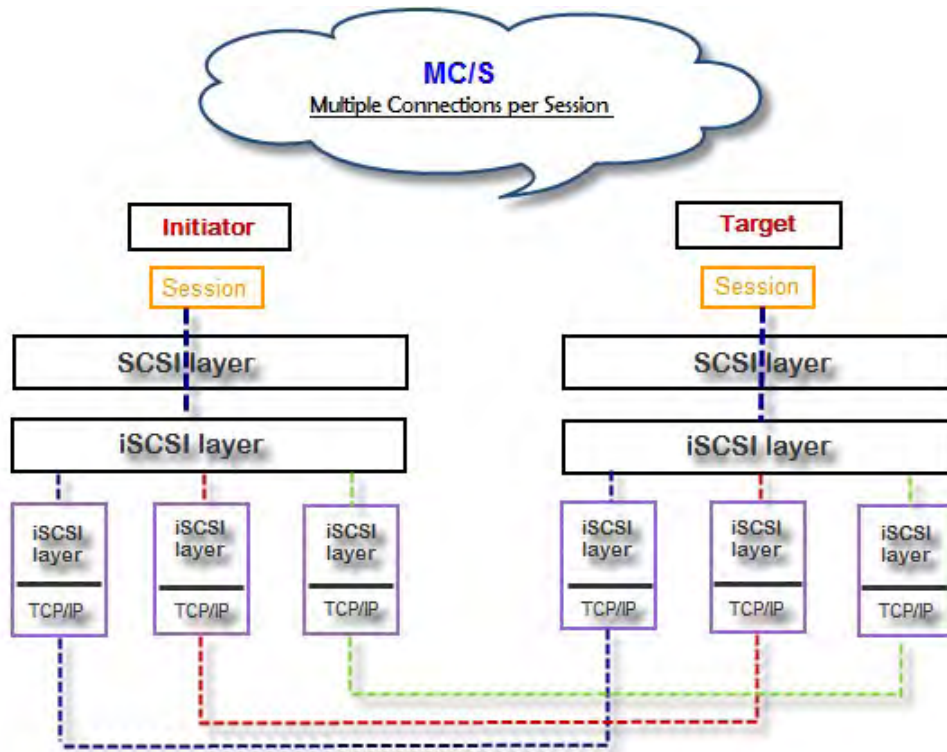 MC/S
Multiple Connections per Session
Initiator
Target
Session
Session
SCSI layer
SCSI layer
iSCSI layer
iSCSI layer
iSCSI
layer
TCP/IP
iSCSI
layer
TCP/IP
iSCSI
layer
TCP/IP
iSCSI
layer
TCP/IP
iSCSI
layer
TCP/IP
iSCSI
layer
TCP/IP